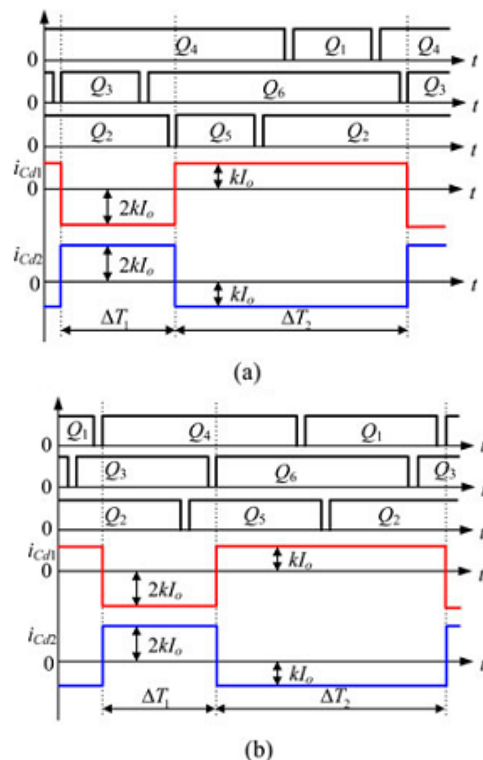 0 Q4 Q1 Q4 t
0 Q3 Q6 Q3 t
0 Q2 Q5 Q2 t
iCd1 0 2kIo kIo t
iCd2 0 2kIo kIo t
ΔT1 ΔT2
(a)
0 Q1 Q4 Q1 t
0 Q3 Q6 Q3 t
0 Q2 Q5 Q2 t
iCd1 0 2kIo kIo t
iCd2 0 2kIo kIo t
ΔT1 ΔT2
(b)